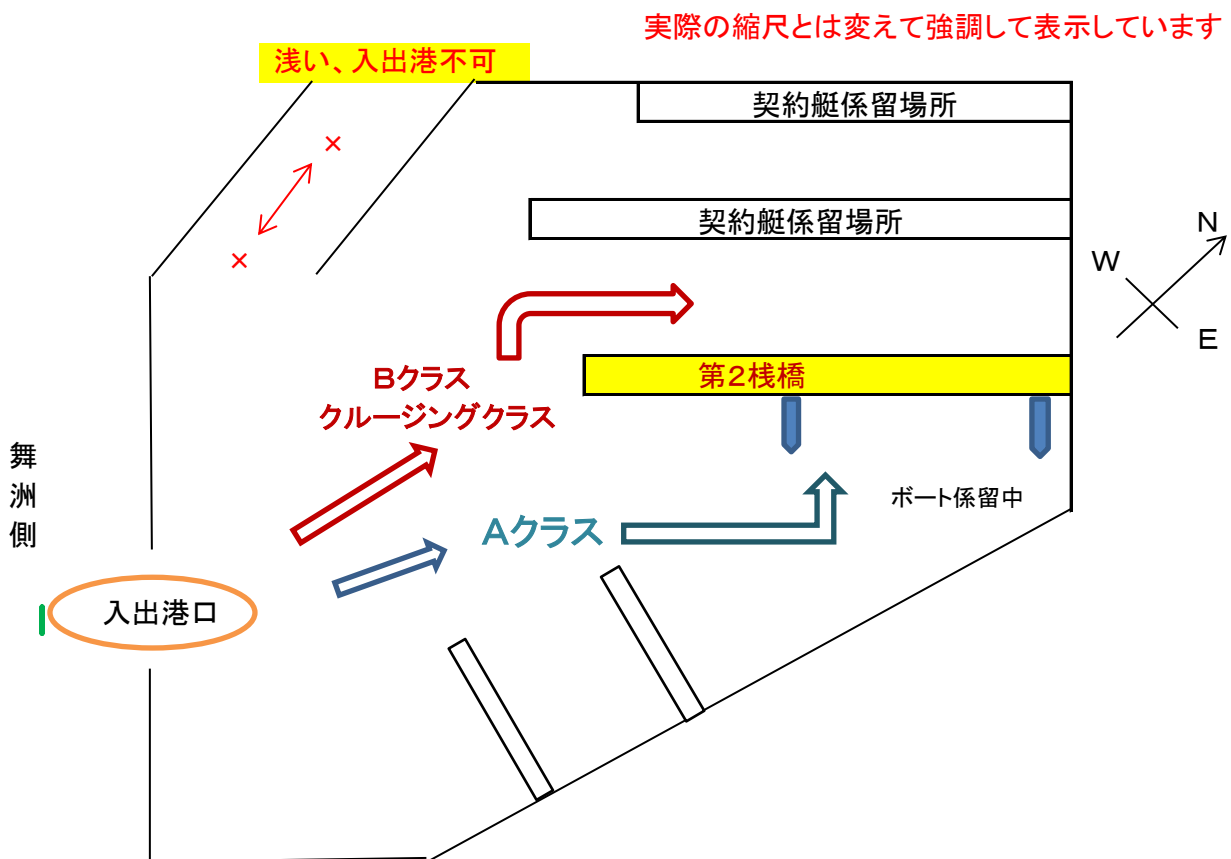 実際の縮尺とは変えて強調して表示しています
浅い、入出港不可
契約艇係留場所
契約艇係留場所
N
W
E
第2桟橋
Bクラス
クルージングクラス
舞洲側
ボート係留中
Aクラス
入出港口